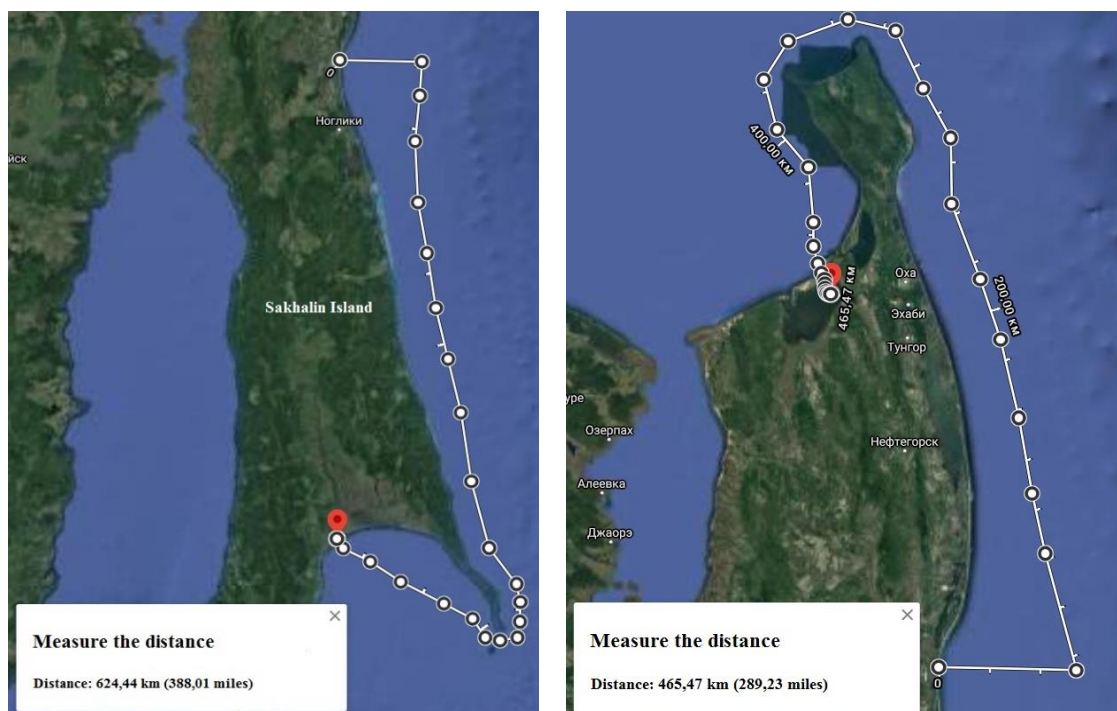 0
Ноглики
йск
Sakhalin Island
×
Measure the distance
Distance: 624,44 km (388,01 miles)
400,00 км
465,47 км
Оха
200,00 км
Эхаби
Тунгор
уре
Озерпах
Нефтегорск
Алеевка
Джаорэ
0
×
Measure the distance
Distance: 465,47 km (289,23 miles)